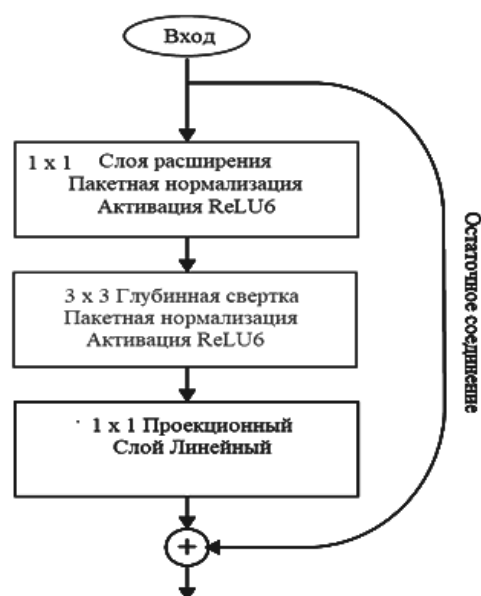 Вход
1 x 1 Слоя расширения
Пакетная нормализация
Активация ReLU6
3 x 3 Глубинная свертка
Пакетная нормализация
Активация ReLU6
1 x 1 Проекционный
Слой Линейный
+
Остаточное соединение